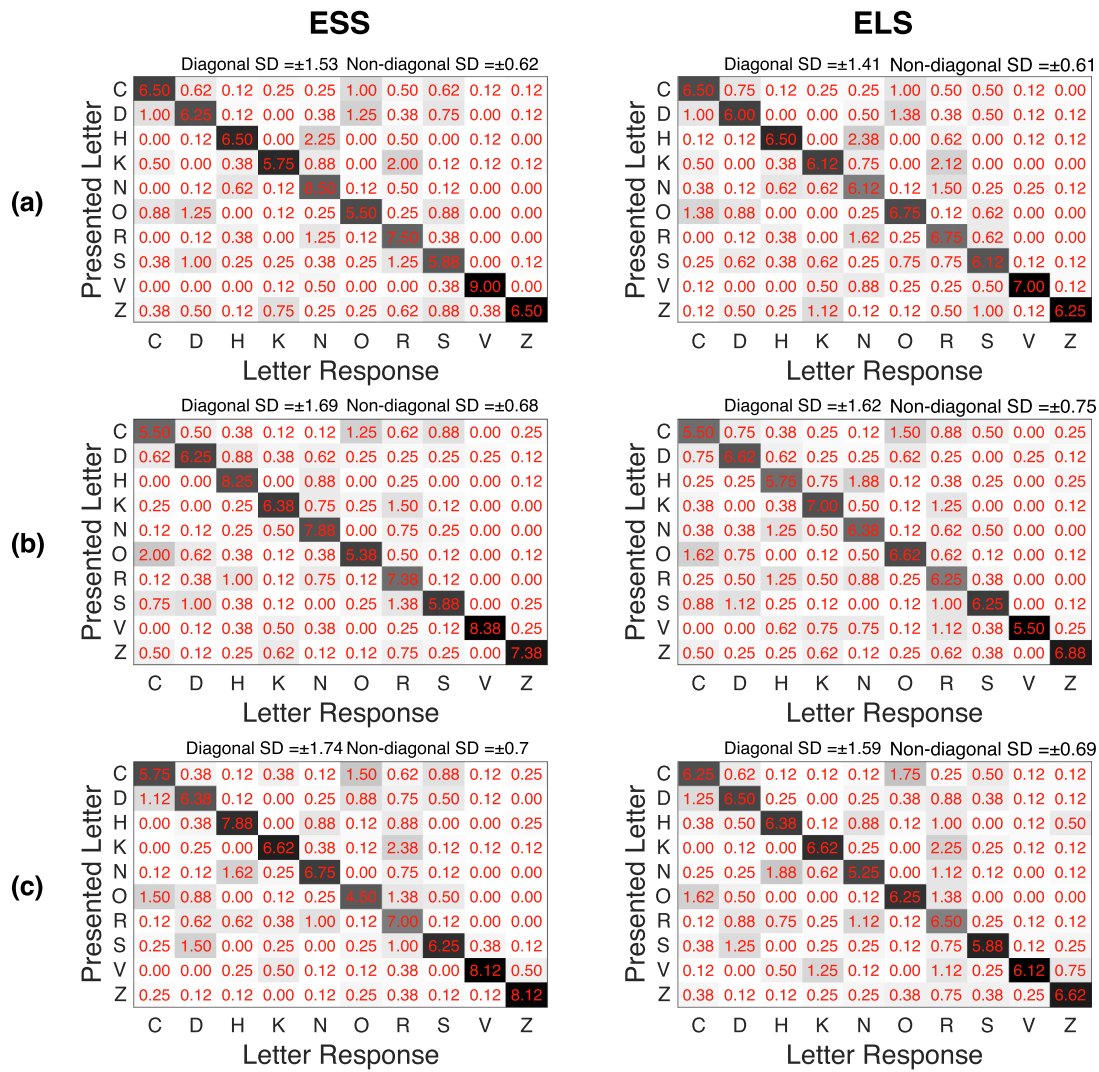 ESS
ELS
(a)
Diagonal SD =±1.53 Non-diagonal SD =±0.62
Presented Letter
C 6.50 0.62 0.12 0.25 0.25 1.00 0.50 0.62 0.12 0.12
D 1.00 6.25 0.12 0.00 0.00 1.25 0.38 0.75 0.00 0.12
H 0.00 0.12 6.50 0.00 2.25 0.00 0.12 0.00 0.00 0.00
K 0.50 0.00 0.38 5.75 0.88 0.00 2.00 0.12 0.12 0.12
N 0.00 0.12 0.62 0.12 0.12 0.50 0.12 0.00 0.00
O 0.88 1.25 0.00 0.12 0.25 5.50 0.25 0.88 0.00 0.00
R 0.00 0.12 0.38 0.00 1.25 0.12 7.50 0.38 0.00 0.00
S 0.38 1.00 0.25 0.25 0.38 0.00 1.25 5.88 0.00 0.12
V 0.00 0.00 0.00 0.12 0.50 0.00 0.00 0.38 9.00 0.00
Z 0.38 0.50 0.12 0.75 0.25 0.25 0.62 0.88 0.38 6.50
C D H K N O R S V Z
Letter Response
Diagonal SD =±1.41 Non-diagonal SD =±0.61
Presented Letter
C 6.50 0.75 0.12 0.25 0.25 1.00 0.50 0.50 0.12 0.00
D 1.00 6.00 0.00 0.00 0.50 1.38 0.38 0.50 0.12 0.12
H 0.12 0.12 6.50 0.00 2.38 0.00 0.62 0.00 0.00 0.12
K 0.50 0.00 0.38 6.12 0.75 0.00 2.12 0.00 0.00 0.12
N 0.38 0.12 0.62 0.62 6.12 0.12 1.50 0.25 0.25 0.12
O 1.38 0.88 0.00 0.12 0.25 6.75 0.12 0.62 0.00 0.00
R 0.00 0.12 0.38 0.00 1.62 0.25 8.75 0.62 0.00 0.00
S 0.25 0.62 0.38 0.62 0.25 0.75 0.75 8.12 0.12 0.12
V 0.12 0.00 0.00 0.50 0.88 0.25 0.25 0.50 7.00 0.12
Z 0.12 0.50 0.25 1.12 0.12 0.12 0.50 1.00 0.12 6.25
C D H K N O R S V Z
Letter Response
(b)
Diagonal SD =±1.69 Non-diagonal SD =±0.68
Presented Letter
C 5.50 0.50 0.38 0.12 0.12 1.25 0.62 0.88 0.00 0.25
D 0.62 6.25 0.88 0.38 0.62 0.25 0.25 0.25 0.25 0.12
H 0.00 0.00 8.25 0.00 0.88 0.00 0.25 0.00 0.00 0.00
K 0.25 0.00 0.25 6.38 0.75 0.00 1.50 0.00 0.00 0.12
N 0.12 0.12 0.25 0.50 7.88 0.00 0.75 0.25 0.00 0.00
O 2.00 0.62 0.38 0.12 0.38 5.38 0.50 0.12 0.00 0.12
R 0.12 0.38 1.00 0.12 0.75 0.12 7.38 0.12 0.00 0.00
S 0.75 1.00 0.38 0.12 0.00 0.25 1.38 5.88 0.00 0.25
V 0.00 0.12 0.38 0.50 0.38 0.00 0.25 0.12 8.38 0.25
Z 0.50 0.12 0.25 0.62 0.12 0.12 0.75 0.25 0.00 7.38
C D H K N O R S V Z
Letter Response
Diagonal SD =±1.62 Non-diagonal SD =±0.75
Presented Letter
C 5.50 0.75 0.38 0.25 0.12 1.50 0.88 0.50 0.00 0.25
D 0.75 6.62 0.62 0.25 0.25 0.62 0.25 0.00 0.25 0.12
H 0.25 0.25 5.75 0.75 1.88 0.12 0.38 0.25 0.00 0.00
K 0.38 0.00 0.38 7.00 0.50 0.12 1.25 0.00 0.00 0.12
N 0.38 0.38 1.25 0.50 6.38 0.12 0.62 0.50 0.00 0.00
O 1.62 0.75 0.00 0.12 0.50 6.62 0.62 0.12 0.00 0.12
R 0.25 0.50 1.25 0.50 0.88 0.25 6.25 0.38 0.00 0.00
S 0.88 1.12 0.25 0.12 0.00 0.12 1.00 6.25 0.00 0.12
V 0.00 0.00 0.62 0.75 0.75 0.12 1.12 0.38 5.50 0.25
Z 0.50 0.25 0.25 0.62 0.12 0.25 0.62 0.38 0.00 6.88
C D H K N O R S V Z
Letter Response
(c)
Diagonal SD =±1.74 Non-diagonal SD =±0.7
Presented Letter
C 5.75 0.38 0.12 0.38 0.12 1.50 0.62 0.88 0.12 0.25
D 1.12 6.38 0.12 0.00 0.25 0.88 0.75 0.50 0.12 0.00
H 0.00 0.38 7.88 0.00 0.88 0.12 0.88 0.00 0.00 0.25
K 0.00 0.25 0.00 6.62 0.38 0.12 2.38 0.12 0.12 0.12
N 0.12 0.12 1.62 0.25 6.75 0.00 0.75 0.12 0.00 0.00
O 1.50 0.88 0.00 0.12 0.25 4.50 1.38 0.50 0.00 0.00
R 0.12 0.62 0.62 0.38 1.00 0.12 7.00 0.12 0.00 0.00
S 0.25 1.50 0.00 0.25 0.00 0.25 1.00 6.25 0.38 0.12
V 0.00 0.00 0.25 0.50 0.12 0.12 0.38 0.00 8.12 0.50
Z 0.25 0.12 0.12 0.00 0.12 0.25 0.38 0.12 0.12 8.12
C D H K N O R S V Z
Letter Response
Diagonal SD =±1.59 Non-diagonal SD =±0.69
Presented Letter
C 6.25 0.62 0.12 0.12 0.12 1.75 0.25 0.50 0.12 0.12
D 1.25 6.50 0.25 0.00 0.25 0.38 0.88 0.38 0.12 0.12
H 0.38 0.50 6.38 0.12 0.88 0.12 1.00 0.00 0.12 0.50
K 0.00 0.12 0.00 6.62 0.25 0.00 2.25 0.25 0.00 0.12
N 0.25 0.25 1.88 0.62 5.25 0.00 1.12 0.12 0.00 0.12
O 1.62 0.50 0.00 0.12 0.12 6.25 1.38 0.00 0.00 0.00
R 0.12 0.88 0.75 0.25 1.12 0.12 6.50 0.25 0.12 0.12
S 0.38 1.25 0.00 0.25 0.25 0.12 0.75 5.88 0.12 0.25
V 0.12 0.00 0.50 1.25 0.12 0.00 1.12 0.25 6.12 0.75
Z 0.38 0.12 0.12 0.25 0.25 0.38 0.75 0.38 0.25 6.62
C D H K N O R S V Z
Letter Response